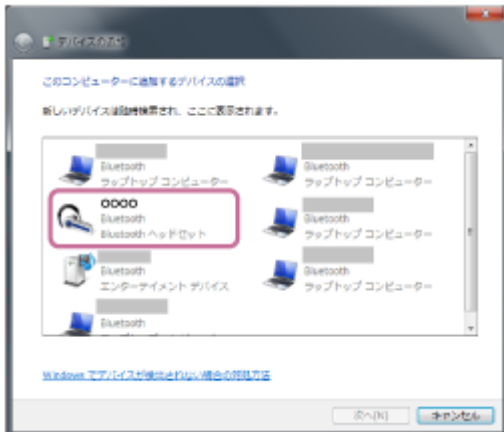 デバイスの追加
このコンピューターに追加するデバイスの選択
新しいデバイスは随時検索され、ここに表示されます。
Bluetooth
ラップトップ コンピューター
Bluetooth
ラップトップ コンピューター
OOOO
Bluetooth
Bluetooth ヘッドセット
Bluetooth
ラップトップ コンピューター
Bluetooth
エンターテイメント デバイス
Bluetooth
ラップトップ コンピューター
Bluetooth
Windows でデバイスが検出されない場合の対処方法
次へ(N)
キャンセル